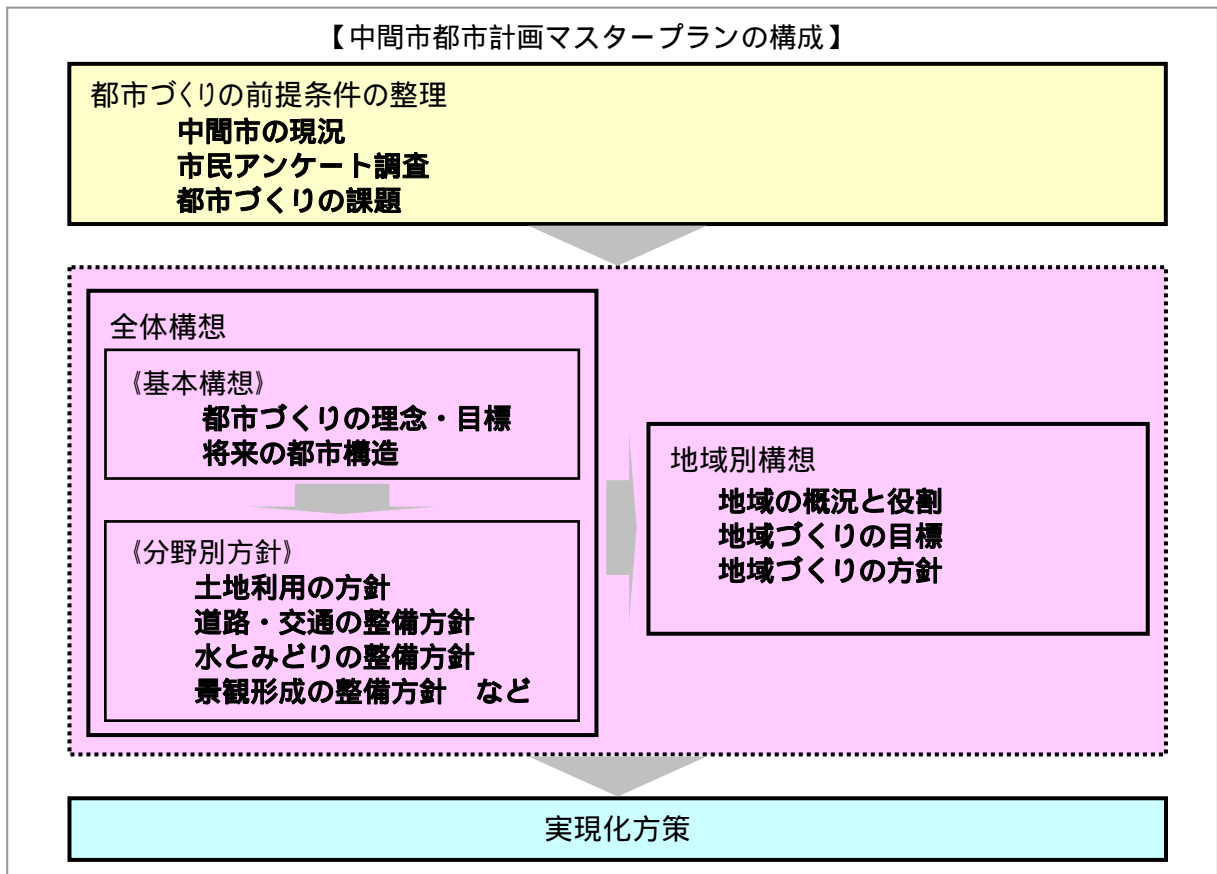 【中間市都市計画マスタープランの構成】
都市づくりの前提条件の整理
中間市の現況
市民アンケート調査
都市づくりの課題
全体構想
《基本構想》
都市づくりの理念・目標
将来の都市構造
《分野別方針》
土地利用の方針
道路・交通の整備方針
水とみどりの整備方針
景観形成の整備方針　など
地域別構想
地域の概況と役割
地域づくりの目標
地域づくりの方針
実現化方策